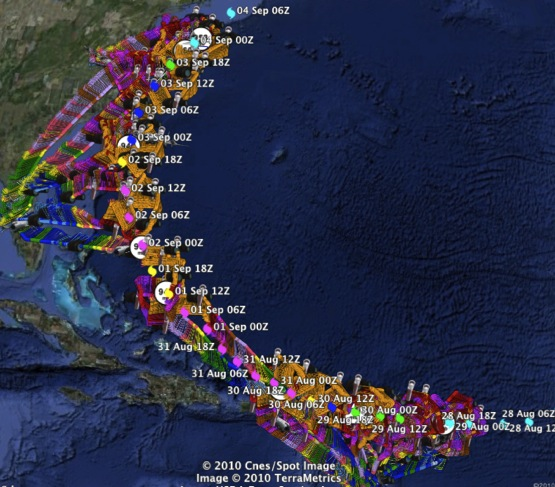 04 Sep 06Z
Sep 00Z
03 Sep 18Z
03 Sep 12Z
03 Sep 06Z
03 Sep 00Z
02 Sep 18Z
02 Sep 12Z
02 Sep 06Z
02 Sep 00Z
01 Sep 18Z
01 Sep 12Z
01 Sep 06Z
01 Sep 00Z
31 Aug 18Z
31 Aug 12Z
31 Aug 06Z
31 Aug 00Z
30 Aug 18Z
30 Aug 12Z
30 Aug 06Z
30 Aug 00Z
29 Aug 18Z
29 Aug 12Z
28 Aug 18Z
28 Aug 06Z
29 Aug 06Z
28 Aug 12
© 2010 Cnes/Spot Image
Image © 2010 TerraMetrics